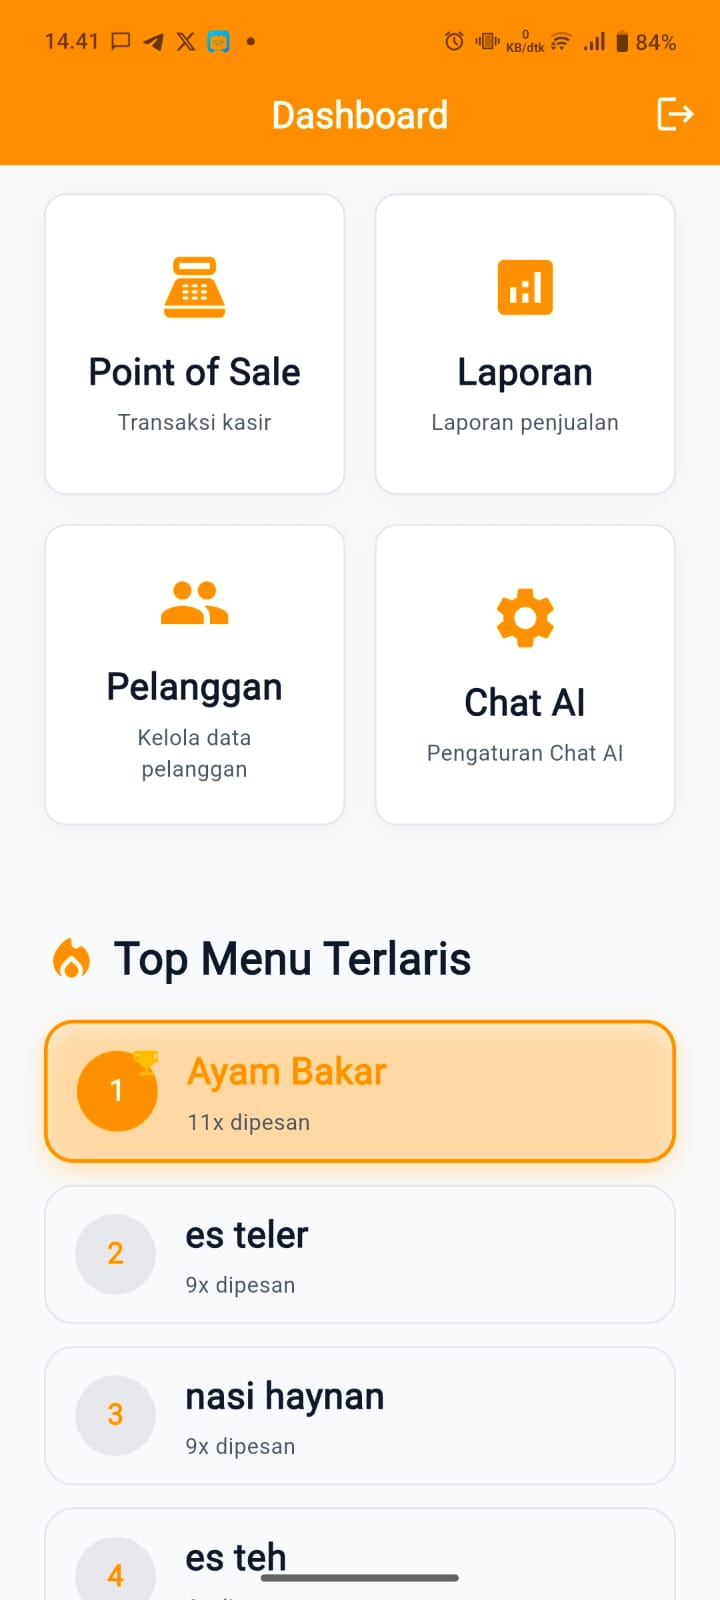 14.41
0
KB/dtk
84%
Dashboard
Point of Sale
Transaksi kasir
Laporan
Laporan penjualan
Pelanggan
Kelola data
pelanggan
Chat AI
Pengaturan Chat AI
Top Menu Terlaris
1
Ayam Bakar
11x dipesan
2
es teler
9x dipesan
3
nasi haynan
9x dipesan
4
es teh